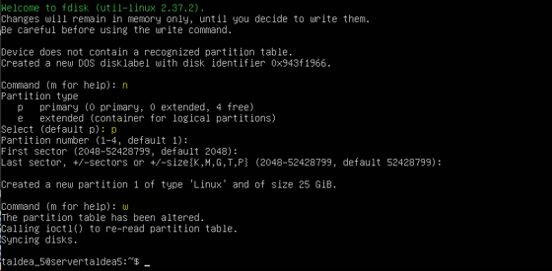 Welcome to fdisk (util-linux 2.37.2).
Changes will remain in memory only, until you decide to write them.
Be careful before using the write command.
Device does not contain a recognized partition table.
Created a new DOS disklabel with disk identifier 0x943f1966.
Command (m for help): n
Partition type
p primary (0 primary, 0 extended, 4 free)
e extended (container for logical partitions)
Select (default p): p
Partition number (1-4, default 1):
First sector (2048-52428799, default 2048):
Last sector, +/-sectors or +/-size{K,M,G,T,P} (2048-52428799, default 52428799):
Created a new partition 1 of type 'Linux' and of size 25 GiB.
Command (m for help): w
The partition table has been altered.
Calling ioctl() to re-read partition table.
Syncing disks.
taldea_5@servertaldea5:~$ _